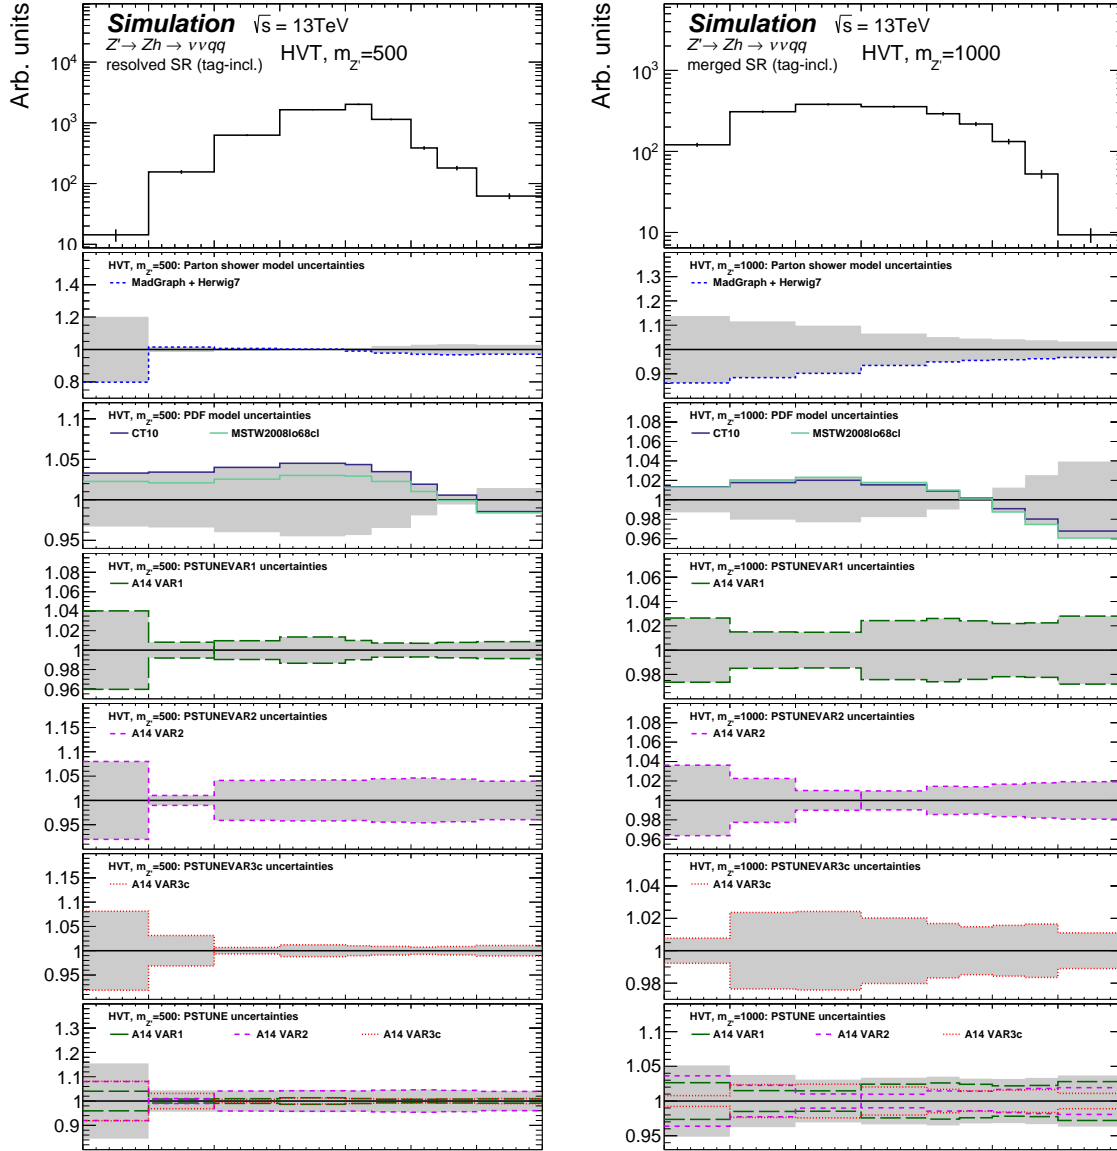 Arb. units
Simulation √s = 13TeV
Z' → Zh → ννqq
HVT, mZ'=500
resolved SR (tag-incl.)
10^4
10^3
10^2
10
HVT, mZ'=500: Parton shower model uncertainties
MadGraph + Herwig7
1.4
1.2
1
0.8
HVT, mZ'=500: PDF model uncertainties
CT10 MSTW2008lo68cl
1.1
1.05
1
0.95
HVT, mZ'=500: PSTUNEVAR1 uncertainties
A14 VAR1
1.08
1.06
1.04
1.02
1
0.98
0.96
HVT, mZ'=500: PSTUNEVAR2 uncertainties
A14 VAR2
1.15
1.1
1.05
1
0.95
HVT, mZ'=500: PSTUNEVAR3c uncertainties
A14 VAR3c
1.15
1.1
1.05
1
0.95
HVT, mZ'=500: PSTUNE uncertainties
A14 VAR1 A14 VAR2 A14 VAR3c
1.3
1.2
1.1
1
0.9
Arb. units
Simulation √s = 13TeV
Z' → Zh → ννqq
HVT, mZ'=1000
merged SR (tag-incl.)
10^3
10^2
10
HVT, mZ'=1000: Parton shower model uncertainties
MadGraph + Herwig7
1.3
1.2
1.1
1
0.9
HVT, mZ'=1000: PDF model uncertainties
CT10 MSTW2008lo68cl
1.08
1.06
1.04
1.02
1
0.98
0.96
HVT, mZ'=1000: PSTUNEVAR1 uncertainties
A14 VAR1
1.06
1.04
1.02
1
0.98
HVT, mZ'=1000: PSTUNEVAR2 uncertainties
A14 VAR2
1.08
1.06
1.04
1.02
1
0.98
0.96
HVT, mZ'=1000: PSTUNEVAR3c uncertainties
A14 VAR3c
1.06
1.04
1.02
1
0.98
HVT, mZ'=1000: PSTUNE uncertainties
A14 VAR1 A14 VAR2 A14 VAR3c
1.1
1.05
1
0.95